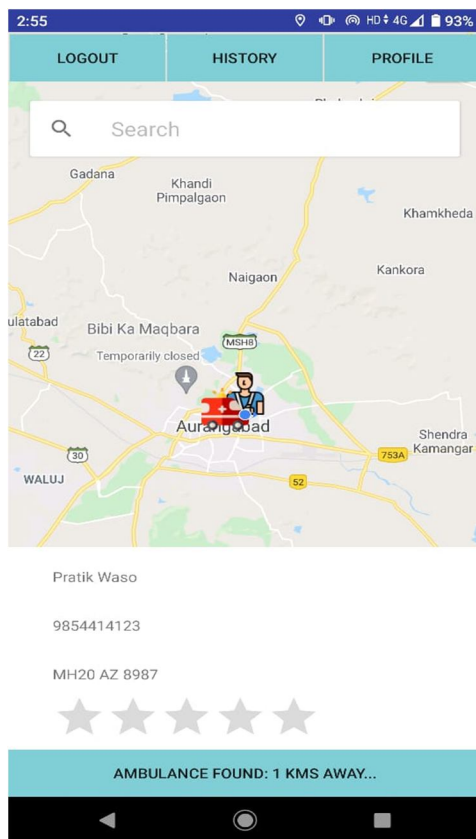 2:55 HD 4G 93%
LOGOUT HISTORY PROFILE
Search
Gadana
Khandi
Pimpalgaon
Khamkheda
Kankora
Naigaon
ulatabad
Bibi Ka Maqbara
MSH8
22
Temporarily closed
Aurangabad
Shendra
Kamangar
753A
30
WALUJ
52
Pratik Waso
9854414123
MH20 AZ 8987
AMBULANCE FOUND: 1 KMS AWAY...